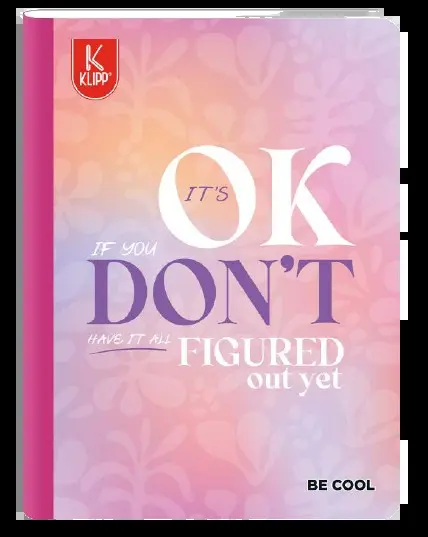 K
KLIPP®
IT'S
OK
IF YOU
DON'T
HAVE IT ALL
FIGURED
out yet
BE COOL